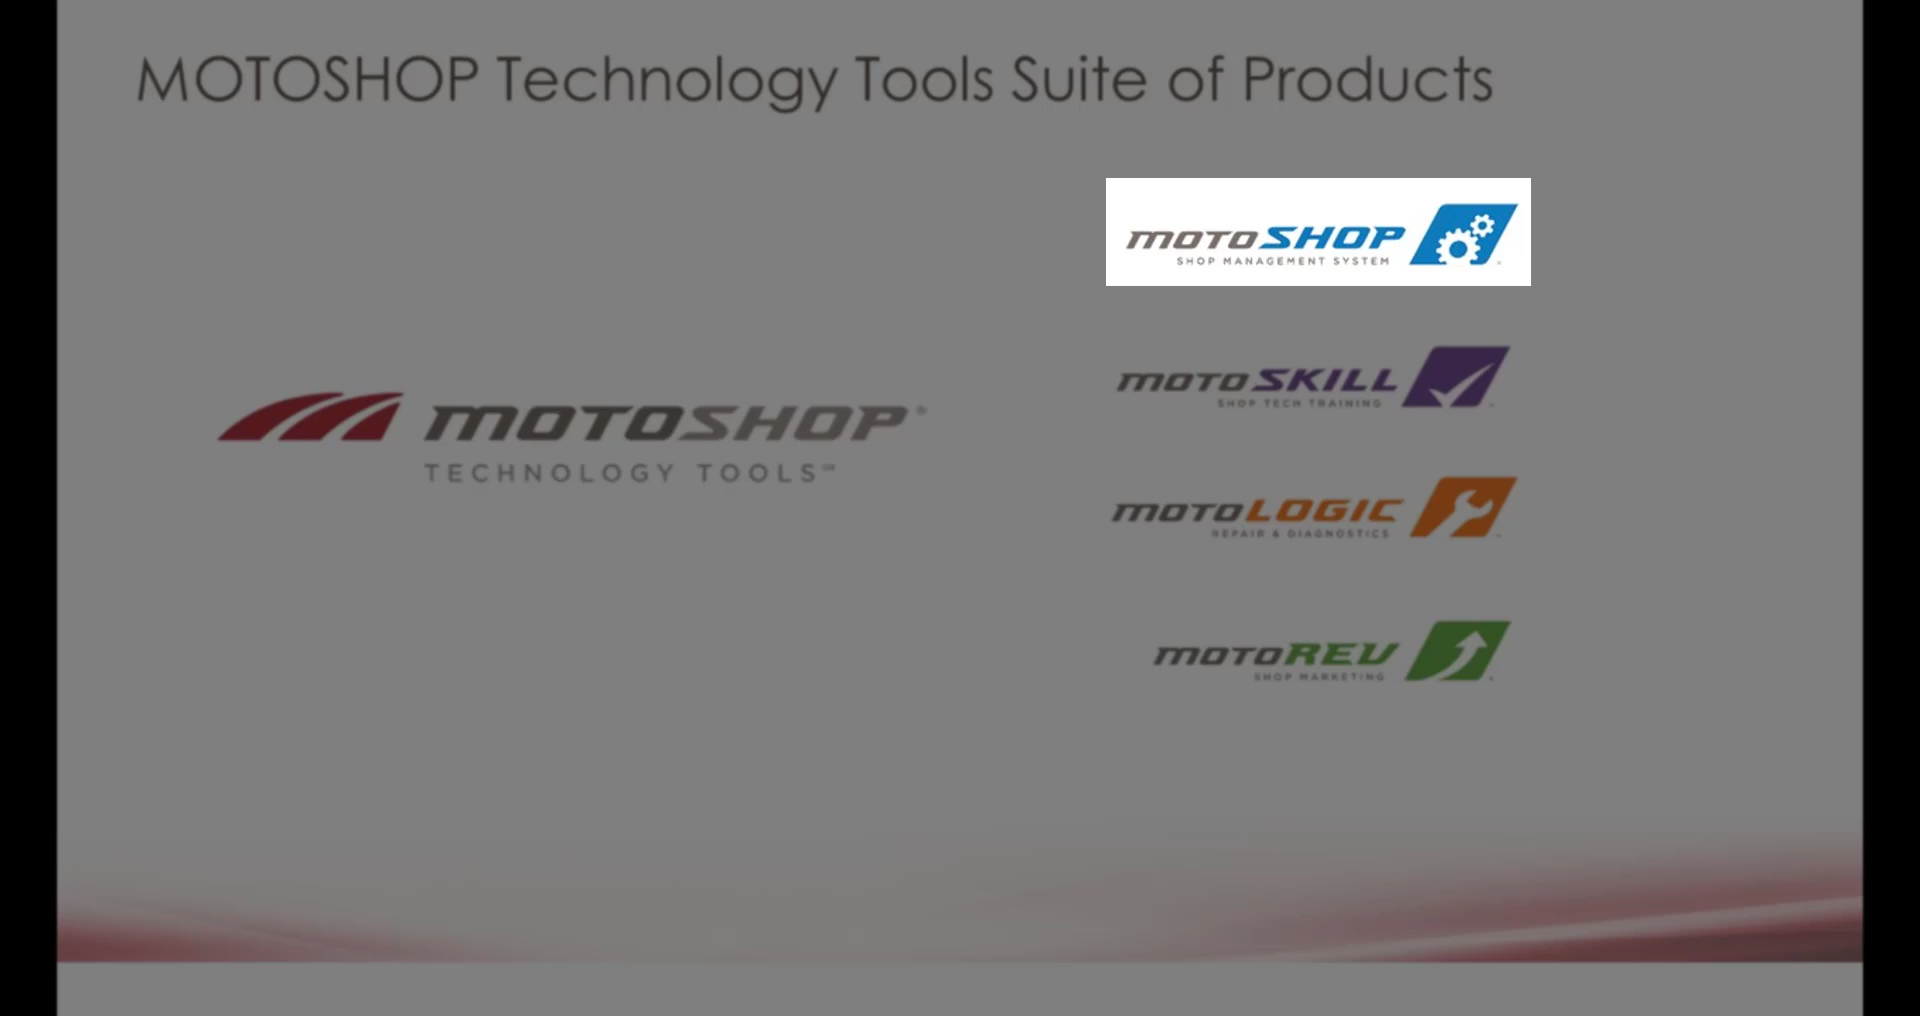 MOTOSHOP Technology Tools Suite of Products
motoSHOP
SHOP MANAGEMENT SYSTEM
motoSKILL
SHOP TECH TRAINING
MOTOSHOP®
TECHNOLOGY TOOLS℠
motoLOGIC
REPAIR & DIAGNOSTICS
motoREV
SHOP MARKETING